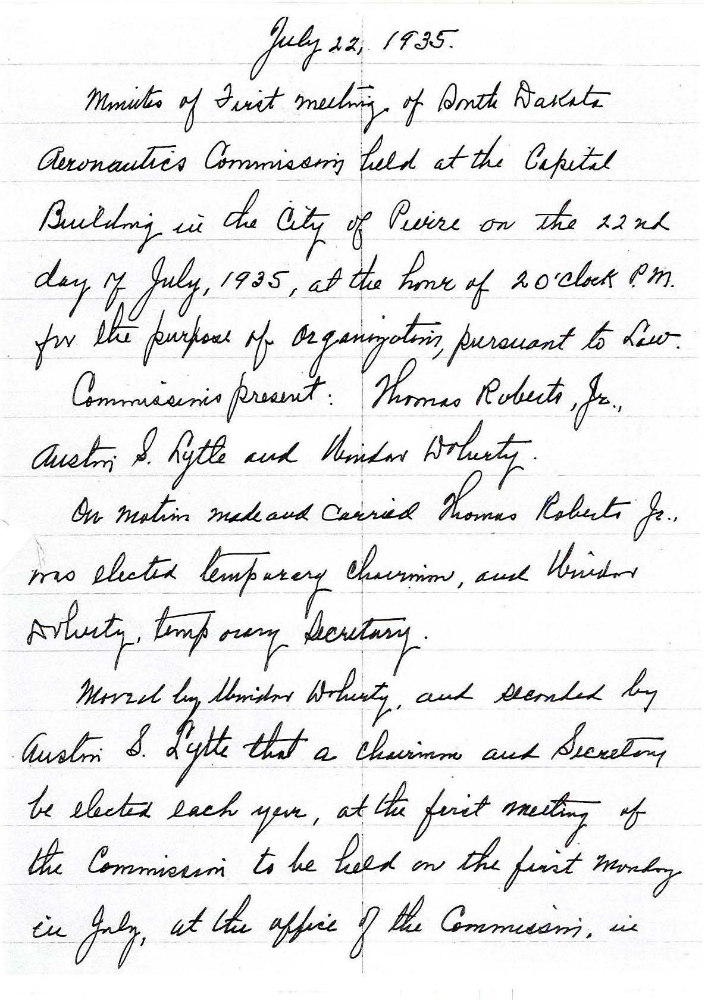 July 22, 1935.
Minutes of First meeting, of South Dakota
Aeronautics Commission held at the Capital
Building in the City of Pierre on the 22nd
day of July, 1935, at the hour of 2 O'clock P.M.
for the purpose of Organization, pursuant to Law.
Commissions present: Thomas Roberts, Jr.,
Austin S. Lytle and Windor Doherty.
On motion made and carried Thomas Roberts Jr.,
was elected temporary chairman, and Windor
Doherty, temporary Secretary.
Moved by Windor Doherty, and seconded by
Austin S. Lytle that a chairman and Secretary
be elected each year, at the first meeting of
the Commission to be held on the first Monday
in July, at the office of the Commission, in